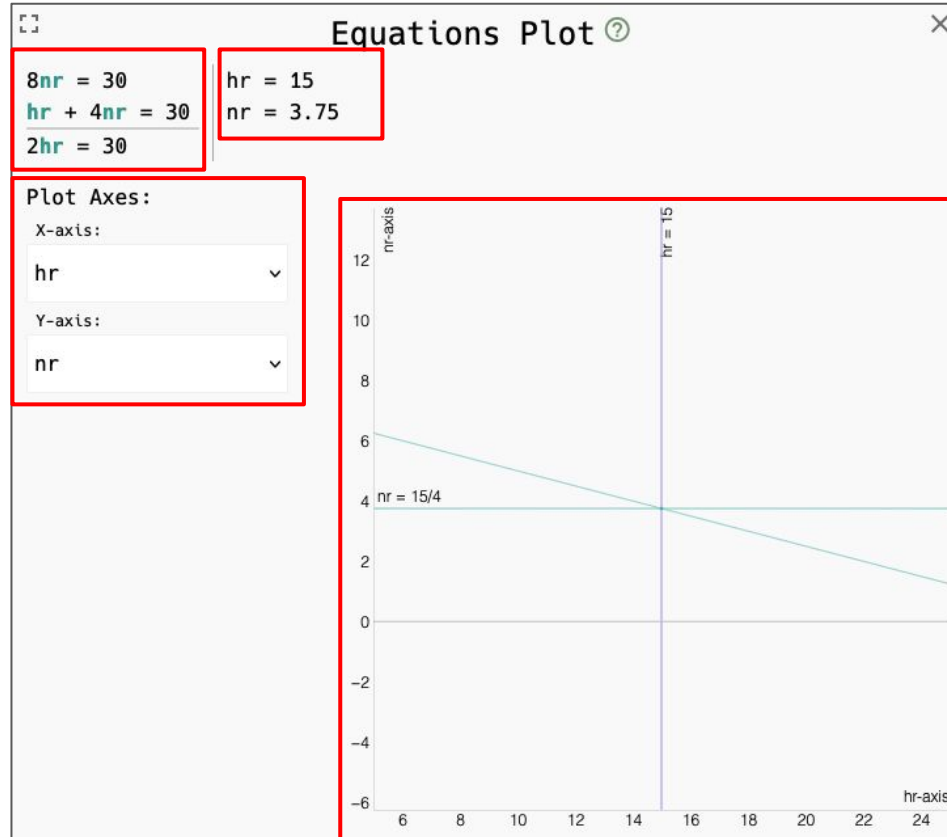 Equations Plot ?
8nr = 30
hr + 4nr = 30
2hr = 30
hr = 15
nr = 3.75
Plot Axes:
X-axis:
hr
Y-axis:
nr
nr-axis
hr = 15
12
10
8
6
4
nr = 15/4
2
0
−2
−4
−6
hr-axis
6 8 10 12 14 16 18 20 22 24